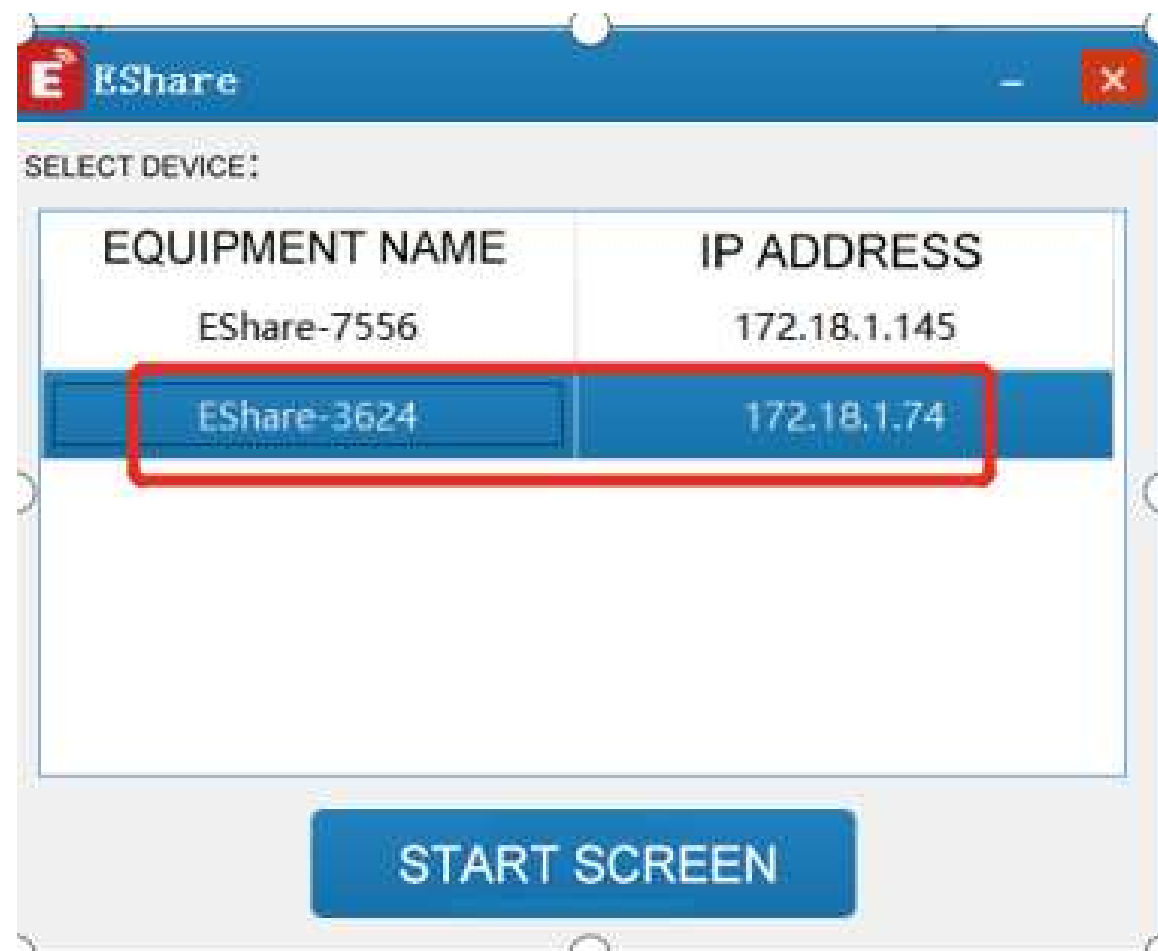 E EShare
SELECT DEVICE:
EQUIPMENT NAME IP ADDRESS
EShare-7556 172.18.1.145
EShare-3624 172.18.1.74
START SCREEN